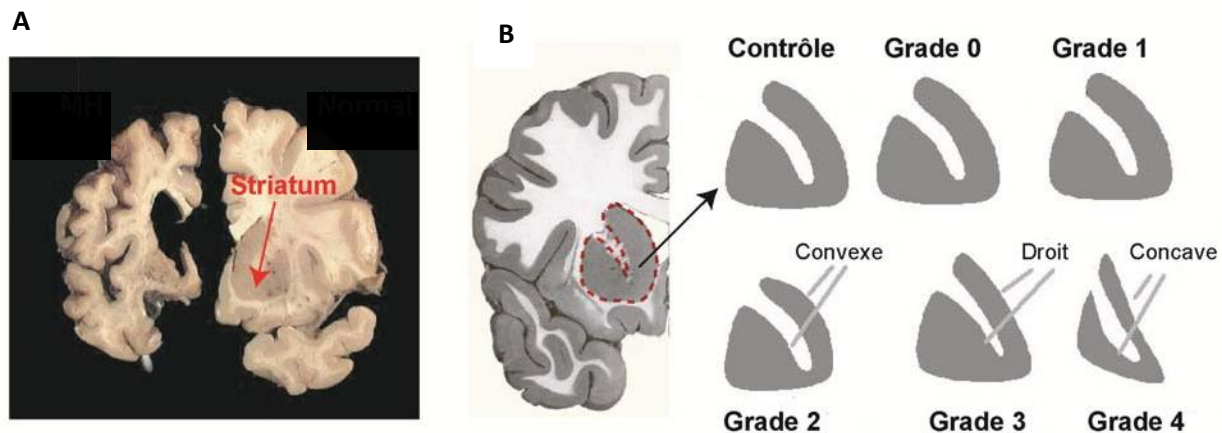 A
B
MH
Normal
Striatum
Contrôle
Grade 0
Grade 1
Convexe
Droit
Concave
Grade 2
Grade 3
Grade 4